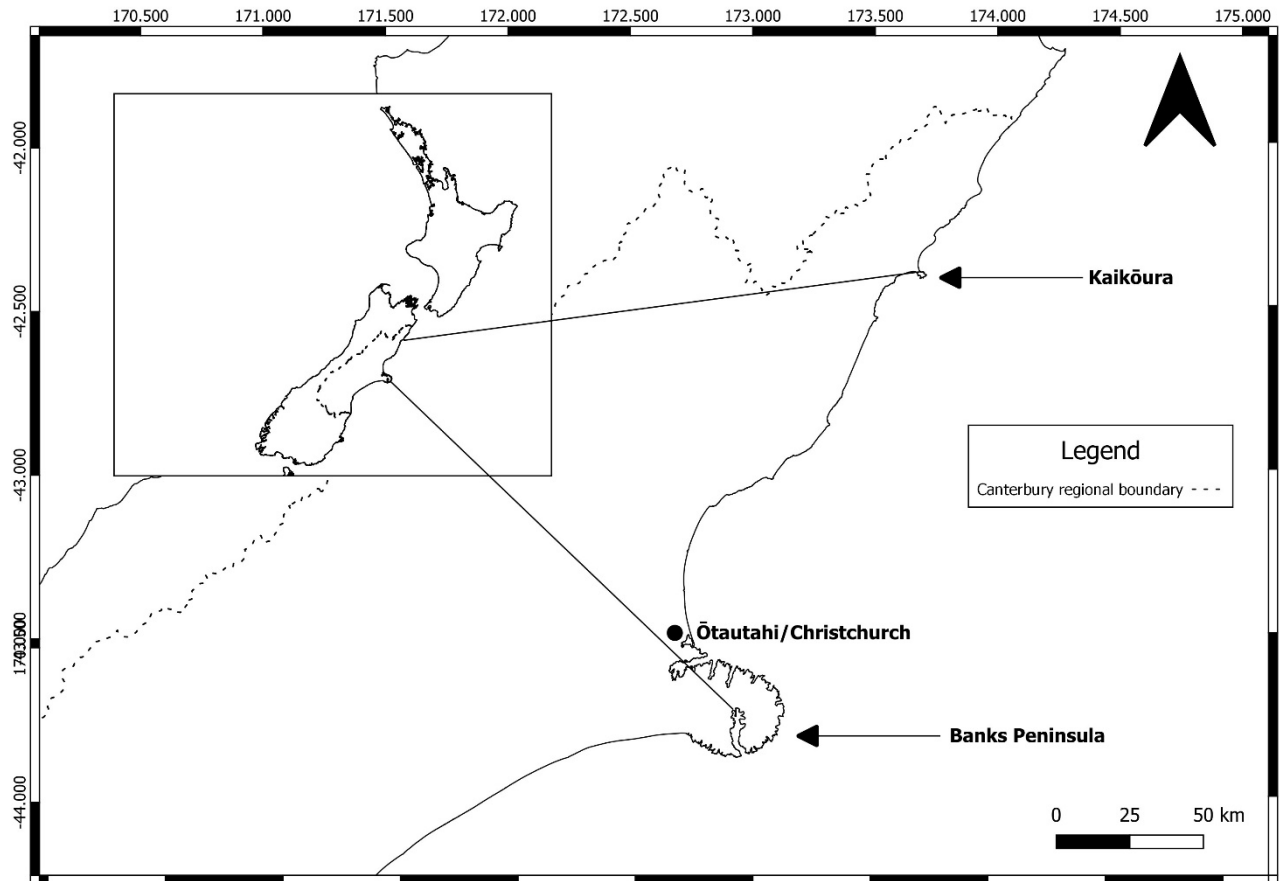 170.500 171.000 171.500 172.000 172.500 173.000 173.500 174.000 174.500 175.000
-42.000
-42.500
-43.000
-44.000
Kaikōura
Legend
Canterbury regional boundary
Ōtautahi/Christchurch
Banks Peninsula
0 25 50 km